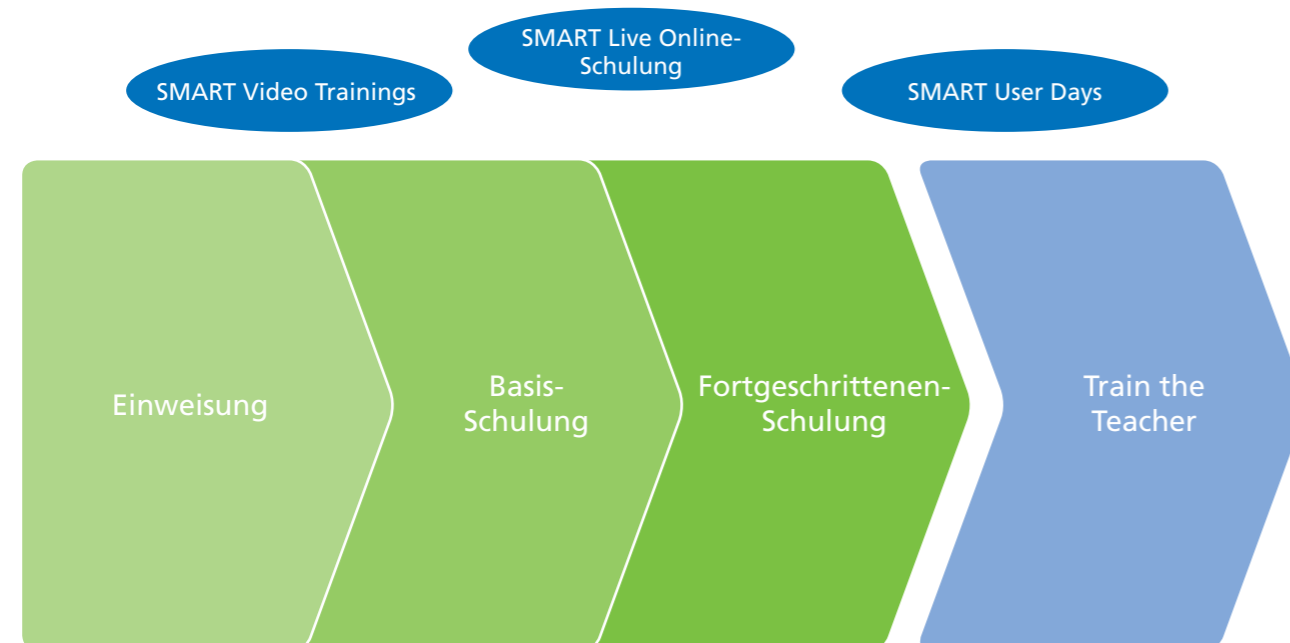 SMART Video Trainings
SMART Live Online-
Schulung
SMART User Days
Einweisung
Basis-
Schulung
Fortgeschrittenen-
Schulung
Train the
Teacher